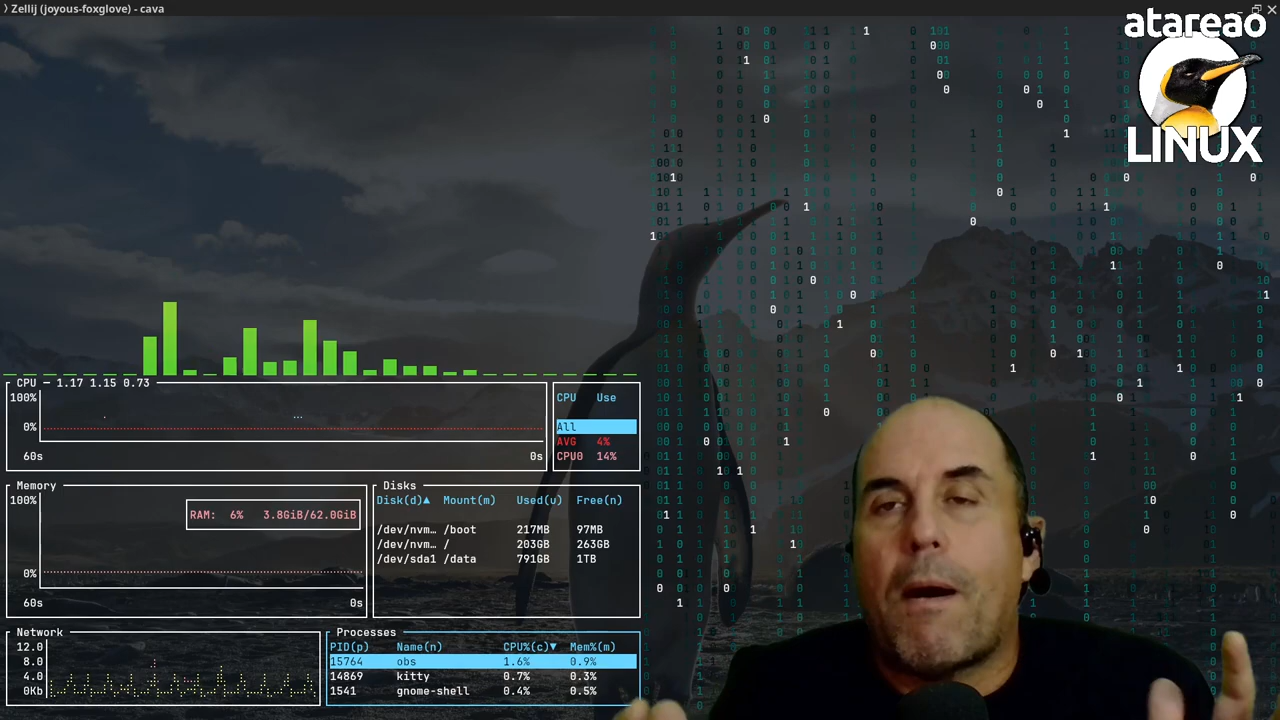 Zellij (joyous-foxglove) - cava
atareao
LINUX
CPU — 1.17 1.15 0.73
100%
0%
60s 0s
CPU Use
All
AVG 4%
CPU0 14%
Memory
100%
RAM: 6% 3.8GiB/62.0GiB
0%
60s 0s
Disks
Disk(d)▲ Mount(m) Used(u) Free(n)
/dev/nvm… /boot 217MB 97MB
/dev/nvm… / 203GB 263GB
/dev/sda1 /data 791GB 1TB
Network
12.0
8.0
4.0
0Kb
Processes
PID(p) Name(n) CPU%(c)▼ Mem%(m)
15764 obs 1.6% 0.9%
14869 kitty 0.7% 0.3%
1541 gnome-shell 0.4% 0.5%